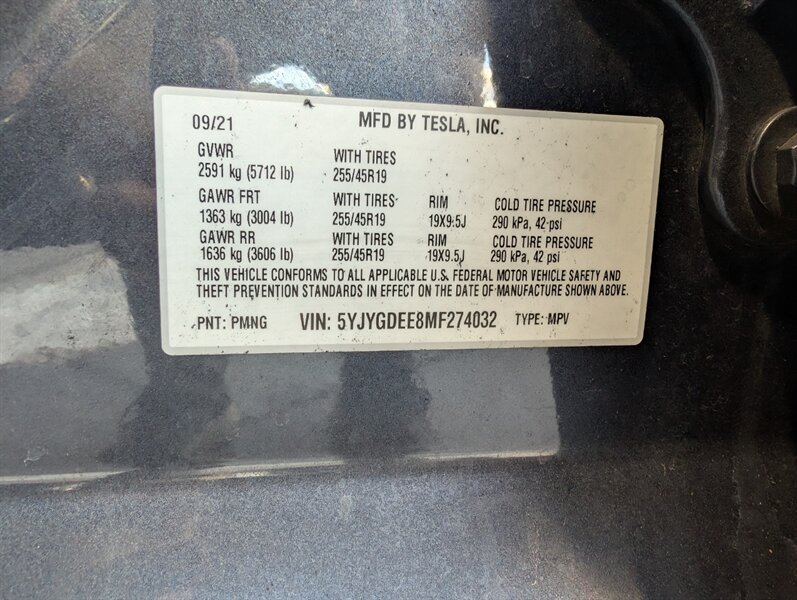 09/21 MFD BY TESLA, INC.
GVWR WITH TIRES
2591 kg (5712 lb) 255/45R19
GAWR FRT WITH TIRES RIM COLD TIRE PRESSURE
1363 kg (3004 lb) 255/45R19 19X9.5J 290 kPa, 42 psi
GAWR RR WITH TIRES RIM COLD TIRE PRESSURE
1636 kg (3606 lb) 255/45R19 19X9.5J 290 kPa, 42 psi
THIS VEHICLE CONFORMS TO ALL APPLICABLE U.S. FEDERAL MOTOR VEHICLE SAFETY AND
THEFT PREVENTION STANDARDS IN EFFECT ON THE DATE OF MANUFACTURE SHOWN ABOVE.
PNT: PMNG VIN: 5YJYGDEE8MF274032 TYPE: MPV